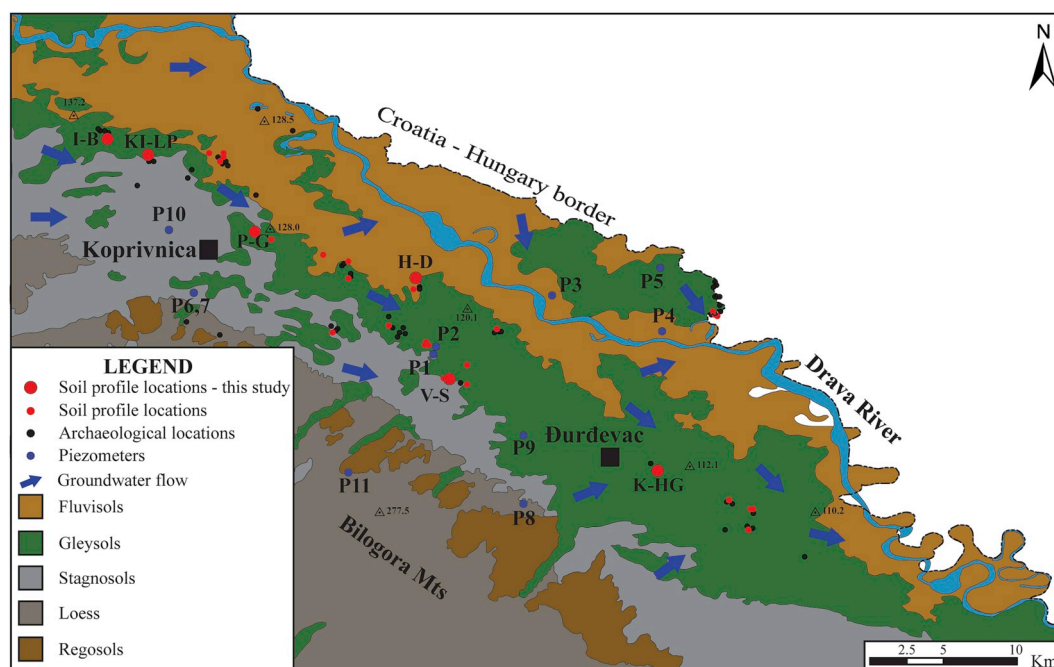 N
137.2
128.5
Croatia - Hungary border
I-B
KI-LP
P10
Koprivnica
P-G
128.0
H-D
P3
P5
P4
P6,7
120.1
P2
P1
V-S
Drava River
P9
Đurđevac
112.1
K-HG
P11
277.5
P8
110.2
Bilogora Mts
LEGEND
Soil profile locations - this study
Soil profile locations
Archaeological locations
Piezometers
Groundwater flow
Fluvisols
Gleysols
Stagnosols
Loess
Regosols
2.5 5 10
Km